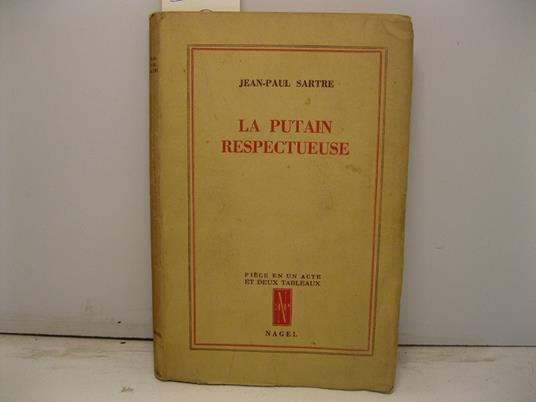 JEAN-PAUL SARTRE
LA PUTAIN
RESPECTUEUSE
PIÈCE EN UN ACTE
ET DEUX TABLEAUX
NAGEL